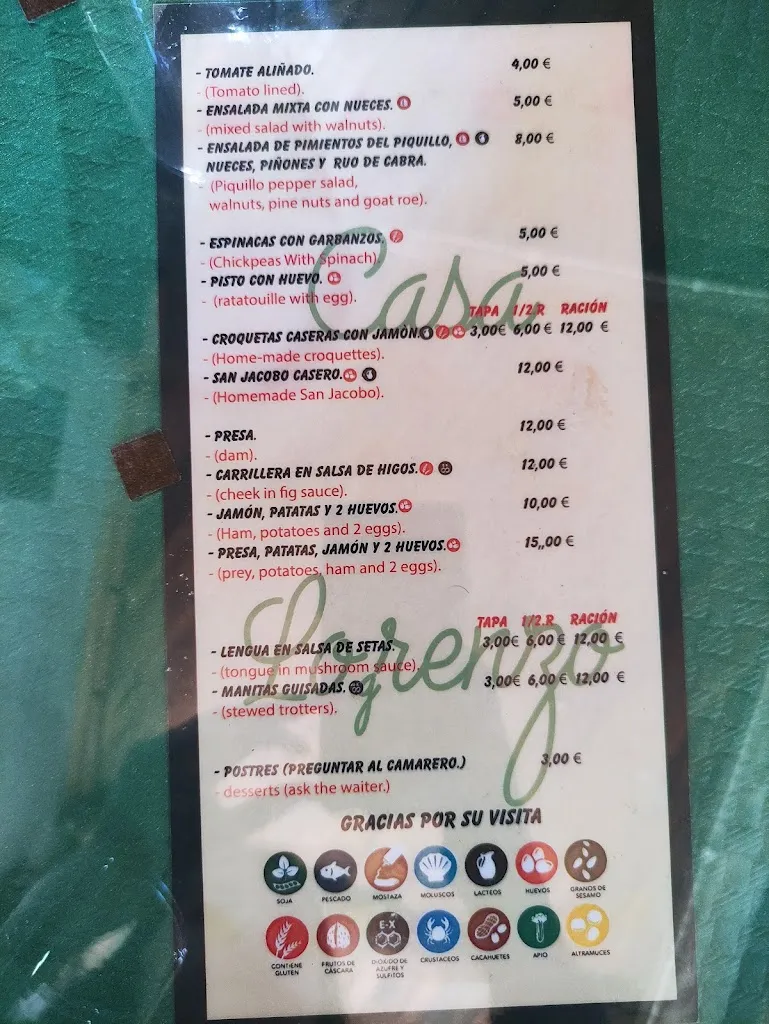 - TOMATE ALIÑADO. 4,00 €
- (Tomato lined).
- ENSALADA MIXTA CON NUECES. 5,00 €
- (mixed salad with walnuts).
- ENSALADA DE PIMIENTOS DEL PIQUILLO, 8,00 €
NUECES, PIÑONES Y RUO DE CABRA.
- (Piquillo pepper salad,
walnuts, pine nuts and goat roe).
- ESPINACAS CON GARBANZOS. 5,00 €
- (Chickpeas With Spinach).
- PISTO CON HUEVO. 5,00 €
- (ratatouille with egg).
Casa
TAPA 1/2.R RACIÓN
- CROQUETAS CASERAS CON JAMÒN. 3,00€ 6,00 € 12,00 €
- (Home-made croquettes).
- SAN JACOBO CASERO. 12,00 €
- (Homemade San Jacobo).
- PRESA. 12,00 €
- (dam).
- CARRILLERA EN SALSA DE HIGOS. 12,00 €
- (cheek in fig sauce).
- JAMÓN, PATATAS Y 2 HUEVOS. 10,00 €
- (Ham, potatoes and 2 eggs).
- PRESA, PATATAS, JAMÓN Y 2 HUEVOS. 15,,00 €
- (prey, potatoes, ham and 2 eggs).
Lorenzo
TAPA 1/2.R RACIÓN
- LENGUA EN SALSA DE SETAS. 3,00€ 6,00 € 12,00 €
- (tongue in mushroom sauce).
- MANITAS GUISADAS. 3,00€ 6,00 € 12,00 €
- (stewed trotters).
- POSTRES (PREGUNTAR AL CAMARERO.) 3,00 €
- desserts (ask the waiter.)
GRACIAS POR SU VISITA
SOJA PESCADO MOSTAZA MOLUSCOS LACTEOS HUEVOS GRANOS DE
SESAMO
E-X
CONTIENE FRUTOS DE DIOXIDO DE CRUSTACEOS CACAHUETES APIO ALTRAMUCES
GLUTEN CÁSCARA AZUFRE Y
SULFITOS